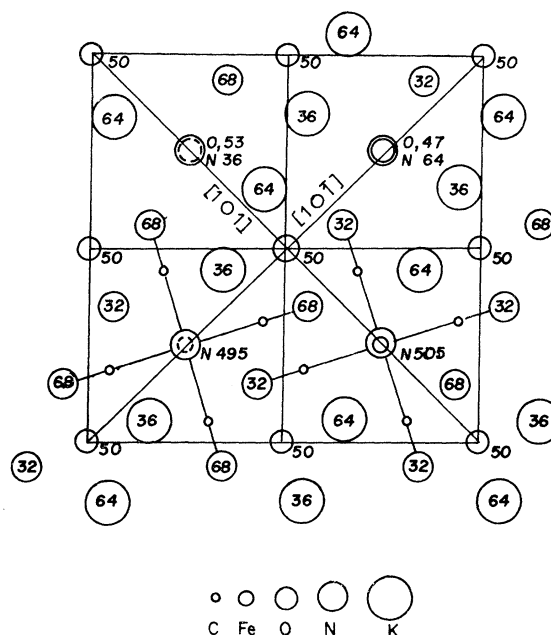 64
50 50 50
68 32
64 36 64
0,53 0,47
N 36 N 64
64 36
[101] [10T̄]
68 32 68
50 50 50
36 64
32 68 32
N 495 N 505
68 32 68
36 64 36
50 50 50
32 68 32
64 36 64
C Fe O N K